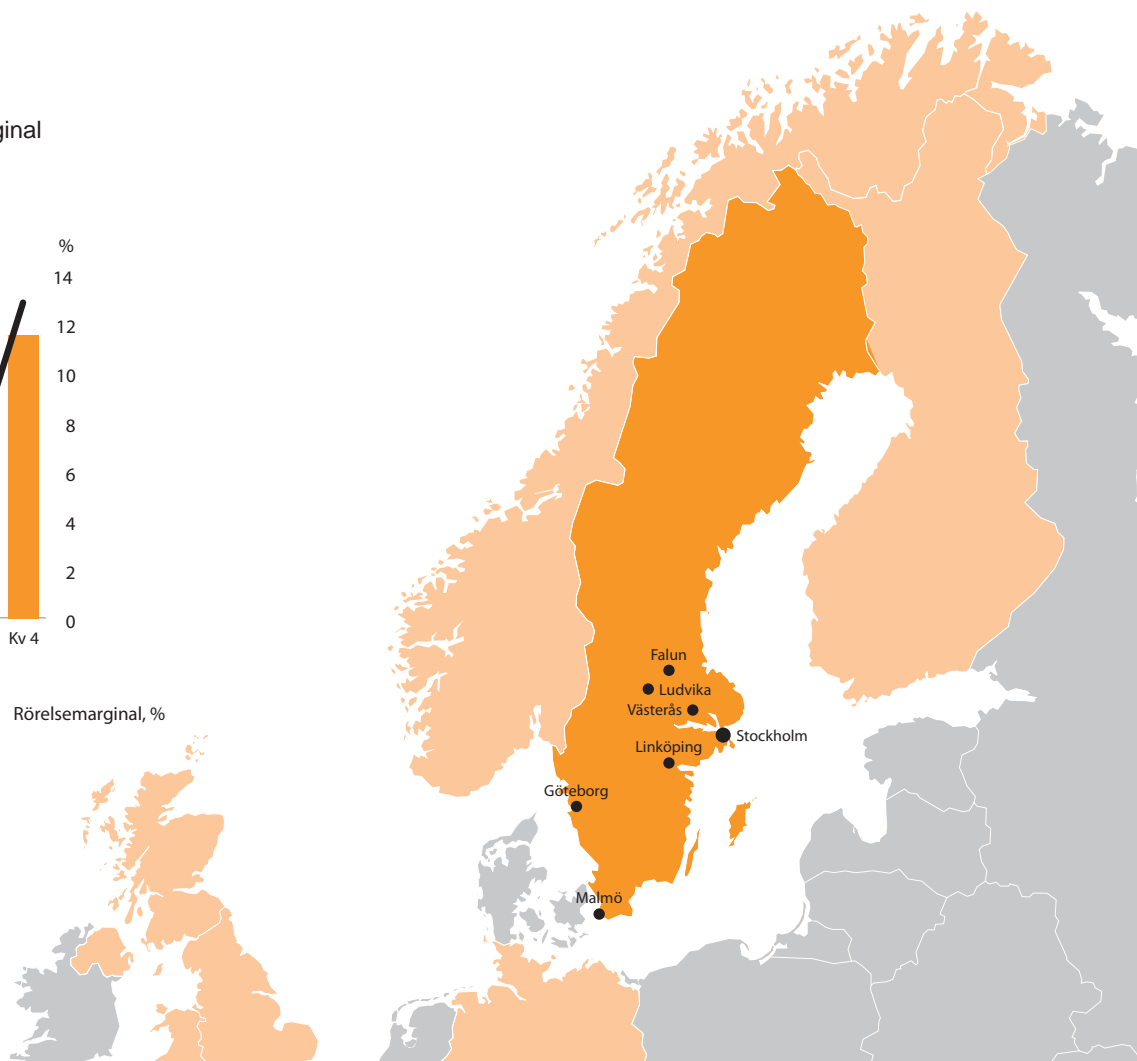 ginal
%
14
12
10
8
6
4
2
0
Kv 4
Rörelsemarginal, %
Falun
Ludvika
Västerås
Stockholm
Linköping
Göteborg
Malmö